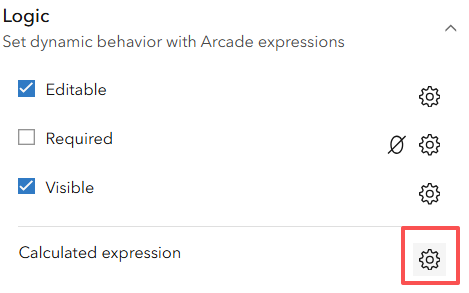 Logic
Set dynamic behavior with Arcade expressions
Editable
Required
Visible
Calculated expression